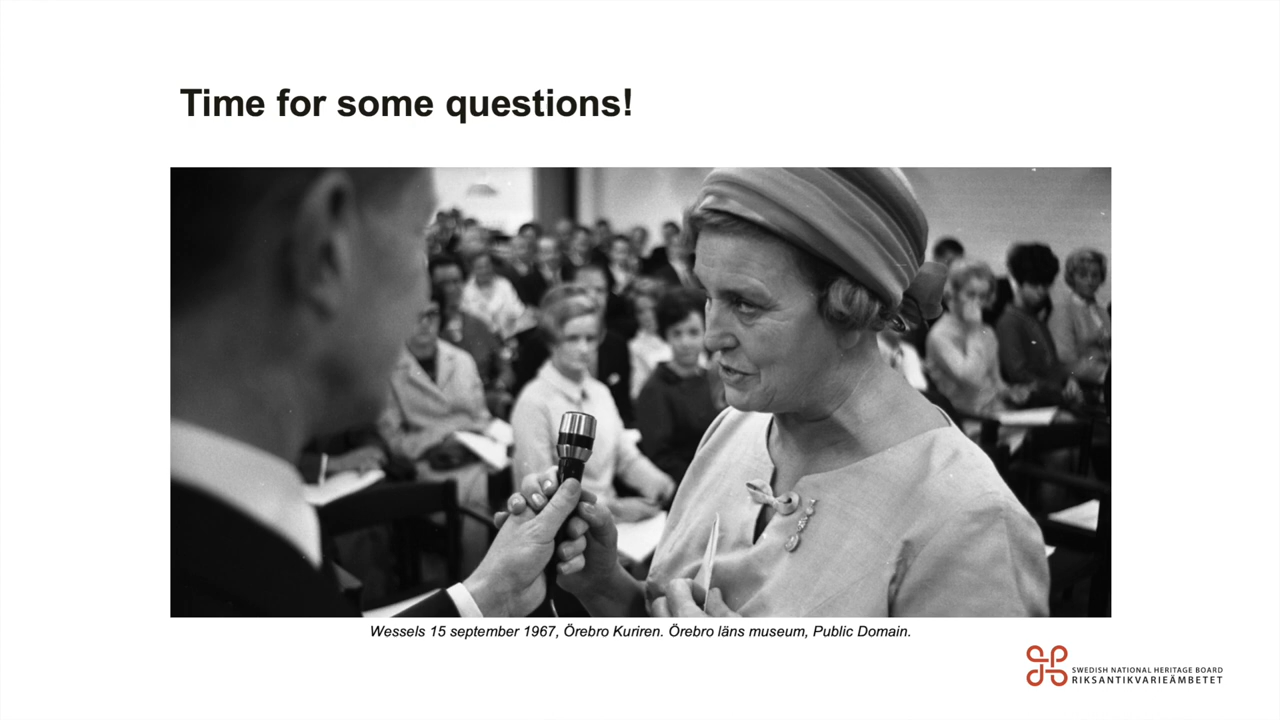 Time for some questions!
Wessels 15 september 1967, Örebro Kuriren. Örebro läns museum, Public Domain.
SWEDISH NATIONAL HERITAGE BOARD
RIKSANTIKVARIEÄMBETET